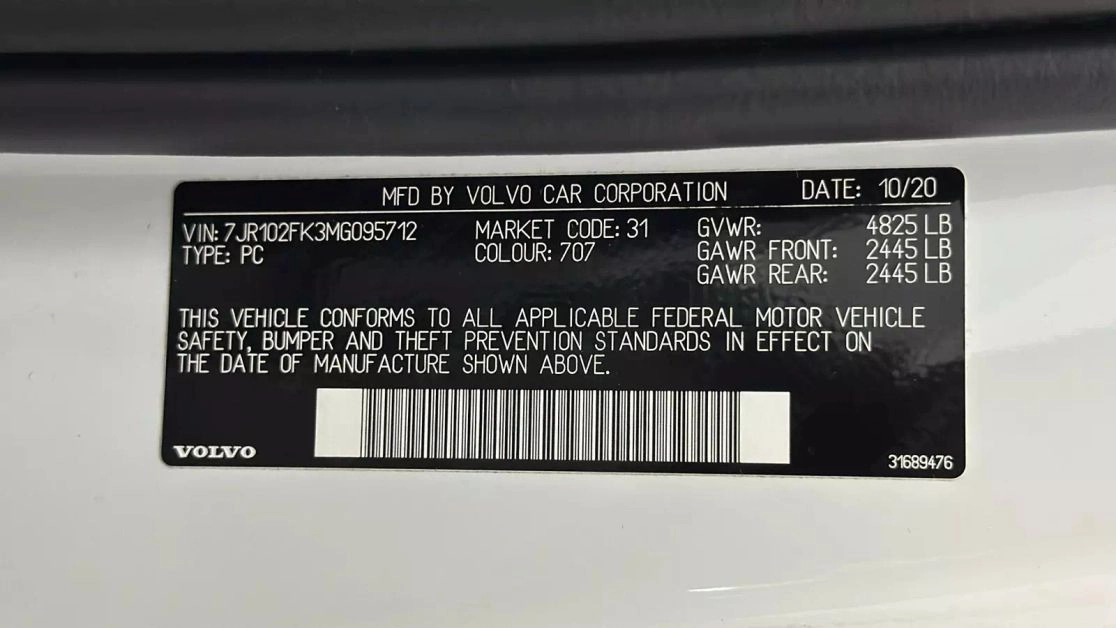 MFD BY VOLVO CAR CORPORATION DATE: 10/20
VIN: 7JR102FK3MG095712 MARKET CODE: 31 GVWR: 4825 LB
TYPE: PC COLOUR: 707 GAWR FRONT: 2445 LB
GAWR REAR: 2445 LB
THIS VEHICLE CONFORMS TO ALL APPLICABLE FEDERAL MOTOR VEHICLE
SAFETY, BUMPER AND THEFT PREVENTION STANDARDS IN EFFECT ON
THE DATE OF MANUFACTURE SHOWN ABOVE.
VOLVO 31689476